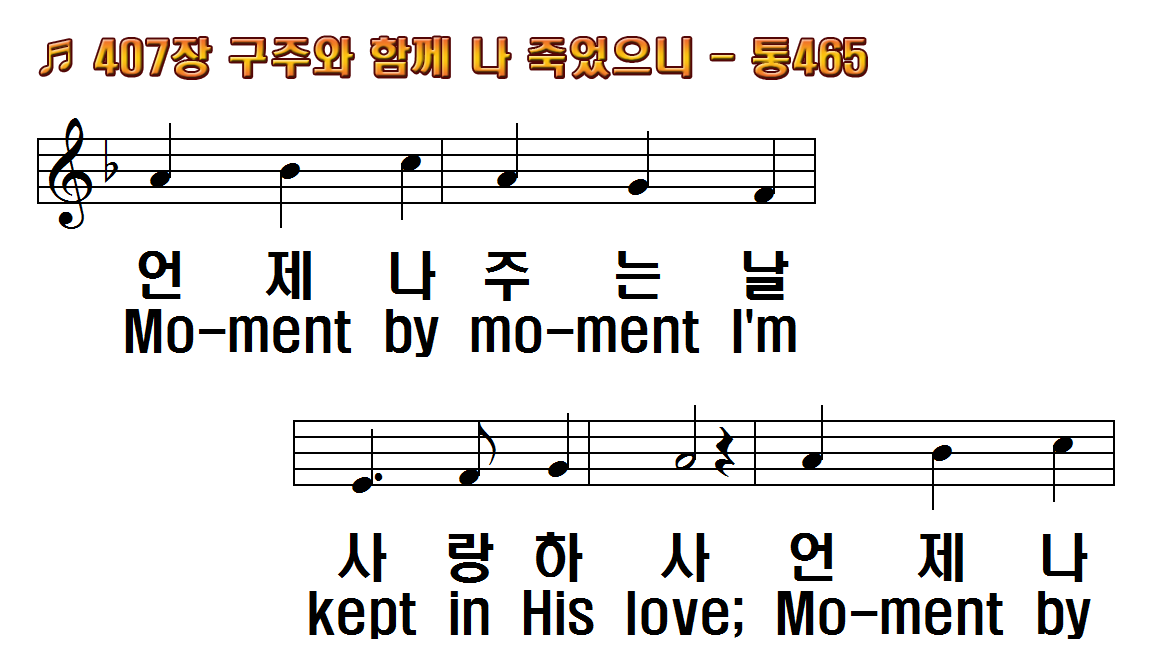 ♬ 407장 구주와 함께 나 죽었으니 - 통465
언 제 나 주 는 날
Mo-ment by mo-ment I'm
사 랑 하 사 언 제 나
kept in His love; Mo-ment by